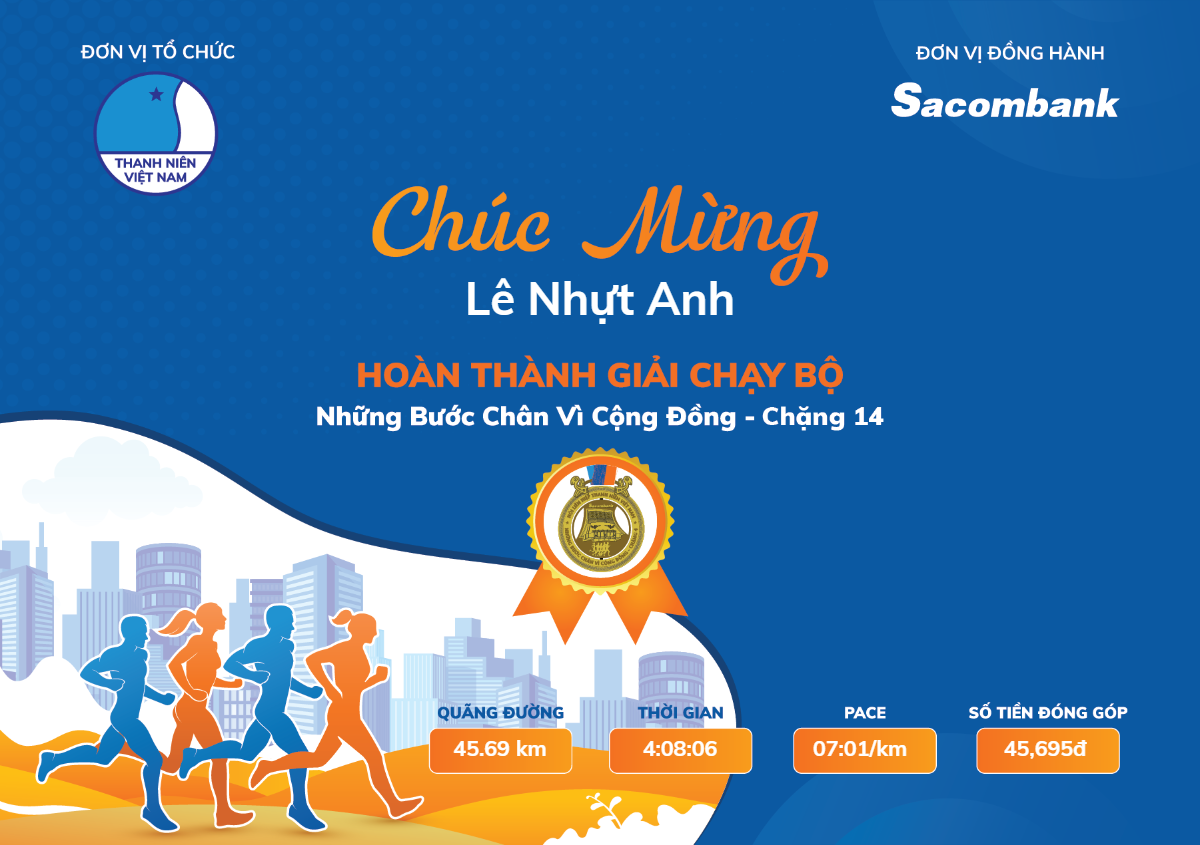 ĐƠN VỊ TỔ CHỨC
THANH NIÊN
VIỆT NAM
ĐƠN VỊ ĐỒNG HÀNH
Sacombank
Chúc Mừng
Lê Nhựt Anh
HOÀN THÀNH GIẢI CHẠY BỘ
Những Bước Chân Vì Cộng Đồng - Chặng 14
QUÃNG ĐƯỜNG
45.69 km
THỜI GIAN
4:08:06
PACE
07:01/km
SỐ TIỀN ĐÓNG GÓP
45,695đ